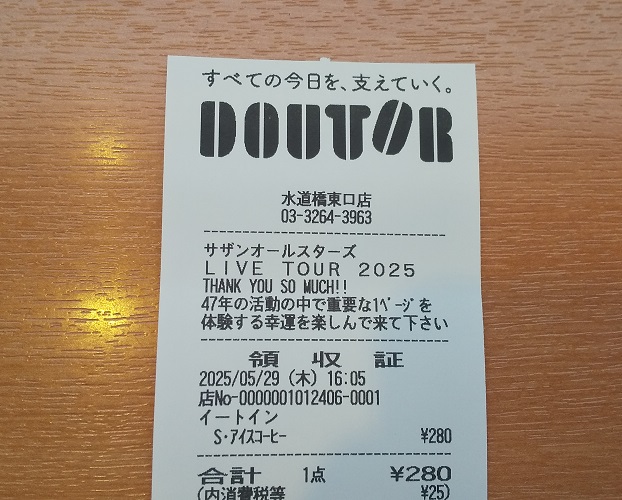 すべての今日を、支えていく。
DOUTOR
水道橋東口店
03-3264-3963
サザンオールスターズ
LIVE TOUR 2025
THANK YOU SO MUCH!!
47年の活動の中で重要な1ﾍﾟｰｼﾞを
体験する幸運を楽しんで来て下さい
領収証
2025/05/29 (木) 16:05
店No-0000001012406-0001
イートイン
S・ｱｲｽｺｰﾋｰ ¥280
合計 1点 ¥280
(内消費税等 ¥25)